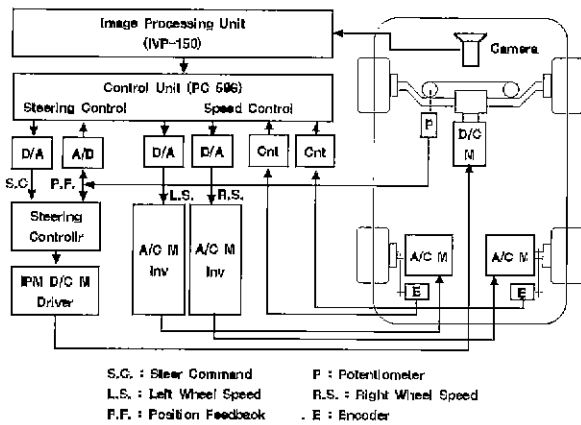 Image Processing Unit
(IVP-150)
Camera
Control Unit (PC 586)
Steering Control
Speed Control
P
D/C
M
D/A
A/D
D/A
D/A
Cnt
Cnt
S.C
P.F.
L.S.
R.S.
Steering
Controllr
A/C M
Inv
A/C M
Inv
A/C M
A/C M
IPM D/C M
Driver
E
E
S.C. : Steer Command
P : Potentiometer
L.S. : Left Wheel Speed
R.S. : Right Wheel Speed
P.F. : Position Feedback
. E : Encoder